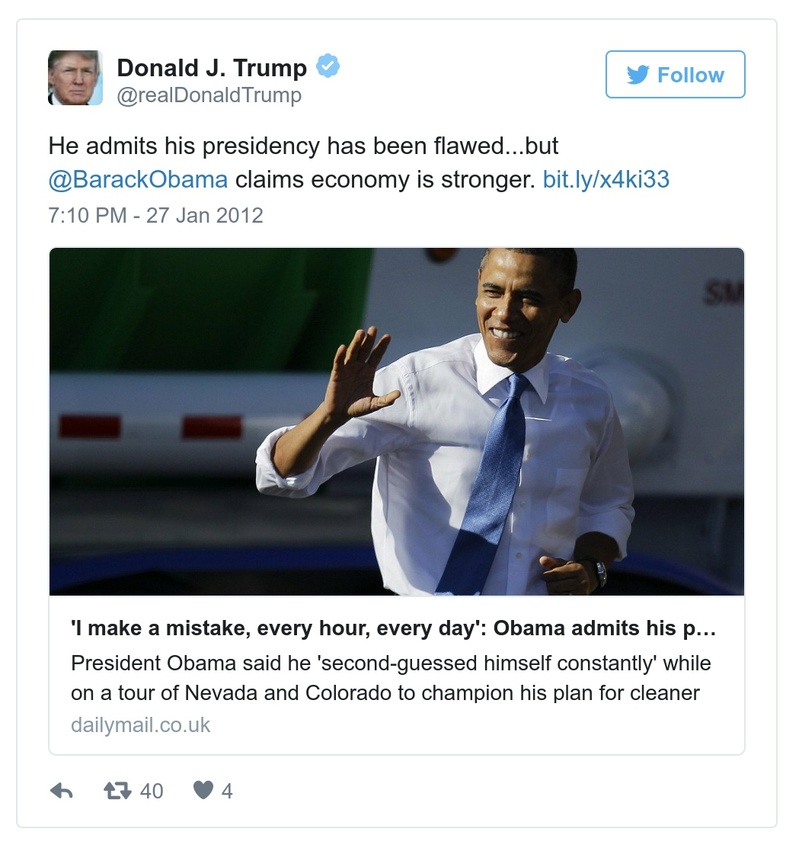 Donald J. Trump
@realDonaldTrump
Follow
He admits his presidency has been flawed...but
@BarackObama claims economy is stronger. bit.ly/x4ki33
7:10 PM - 27 Jan 2012
SM
'I make a mistake, every hour, every day': Obama admits his p...
President Obama said he 'second-guessed himself constantly' while
on a tour of Nevada and Colorado to champion his plan for cleaner
dailymail.co.uk
40 4